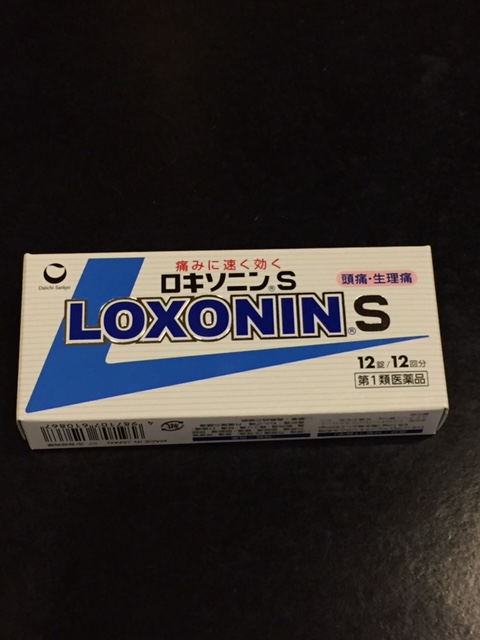 痛みに速く効く
ロキソニン®S
頭痛・生理痛
Daiichi-Sankyo
LOXONIN®S
12錠/12回分
第1類医薬品